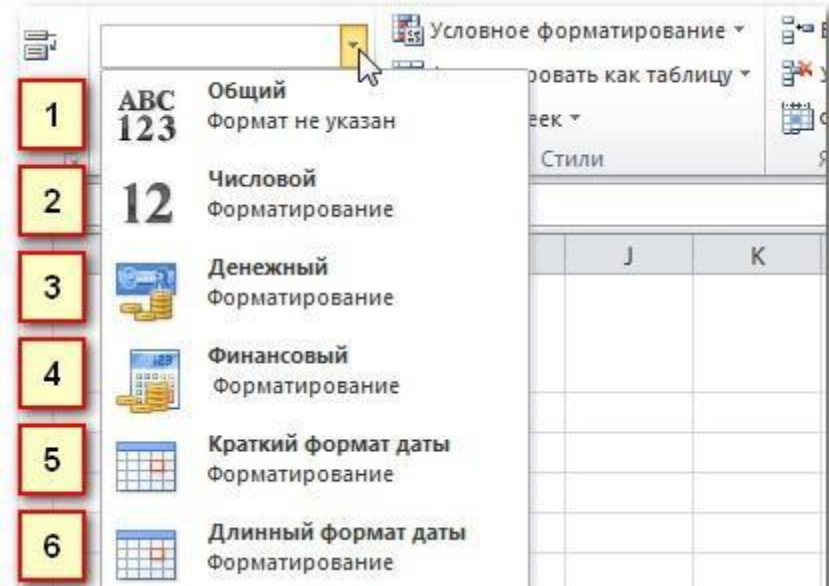 Условное форматирование
ровать как таблицу
еек
Стили
J
K
1
ABC
123
Общий
Формат не указан
2
12
Числовой
Форматирование
3
Денежный
Форматирование
4
123
Финансовый
Форматирование
5
Краткий формат даты
Форматирование
6
Длинный формат даты
Форматирование